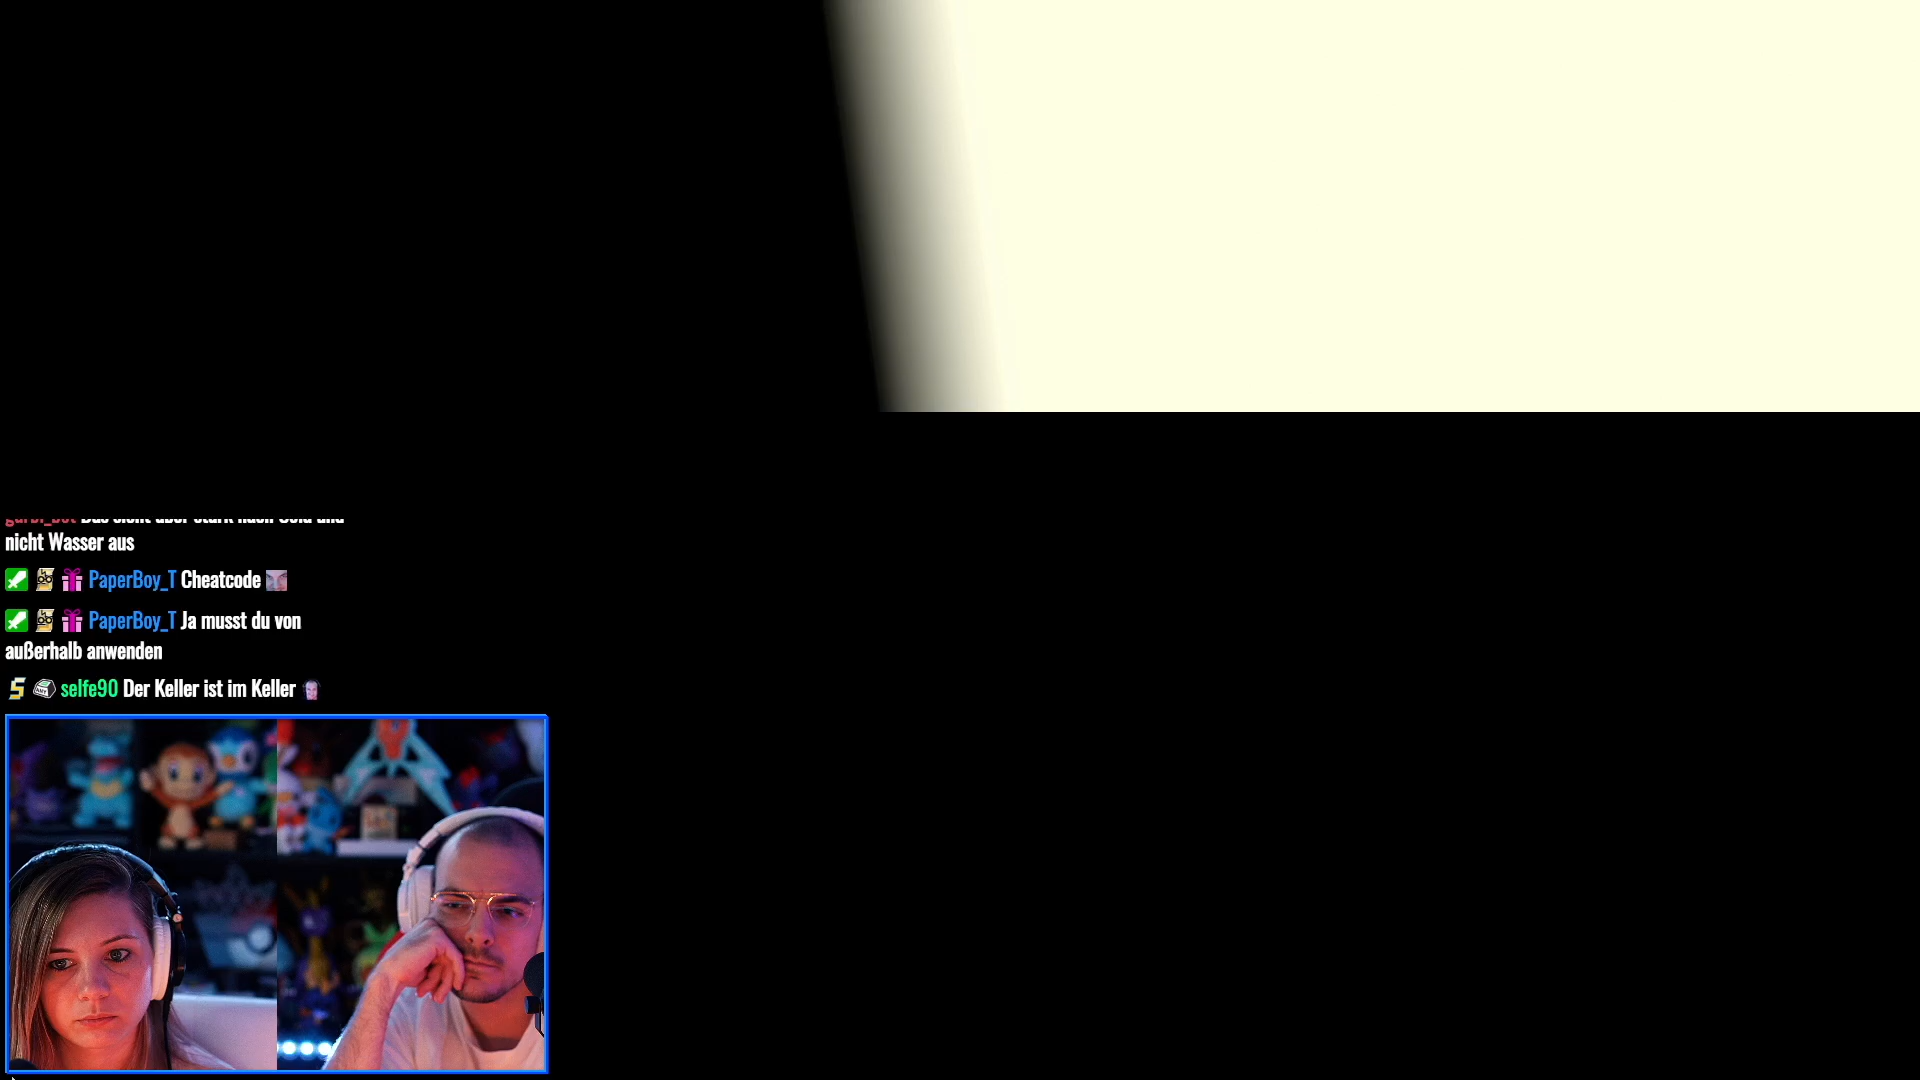 nicht Wasser aus
PaperBoy_T Cheatcode
PaperBoy_T Ja musst du von
außerhalb anwenden
selfe90 Der Keller ist im Keller